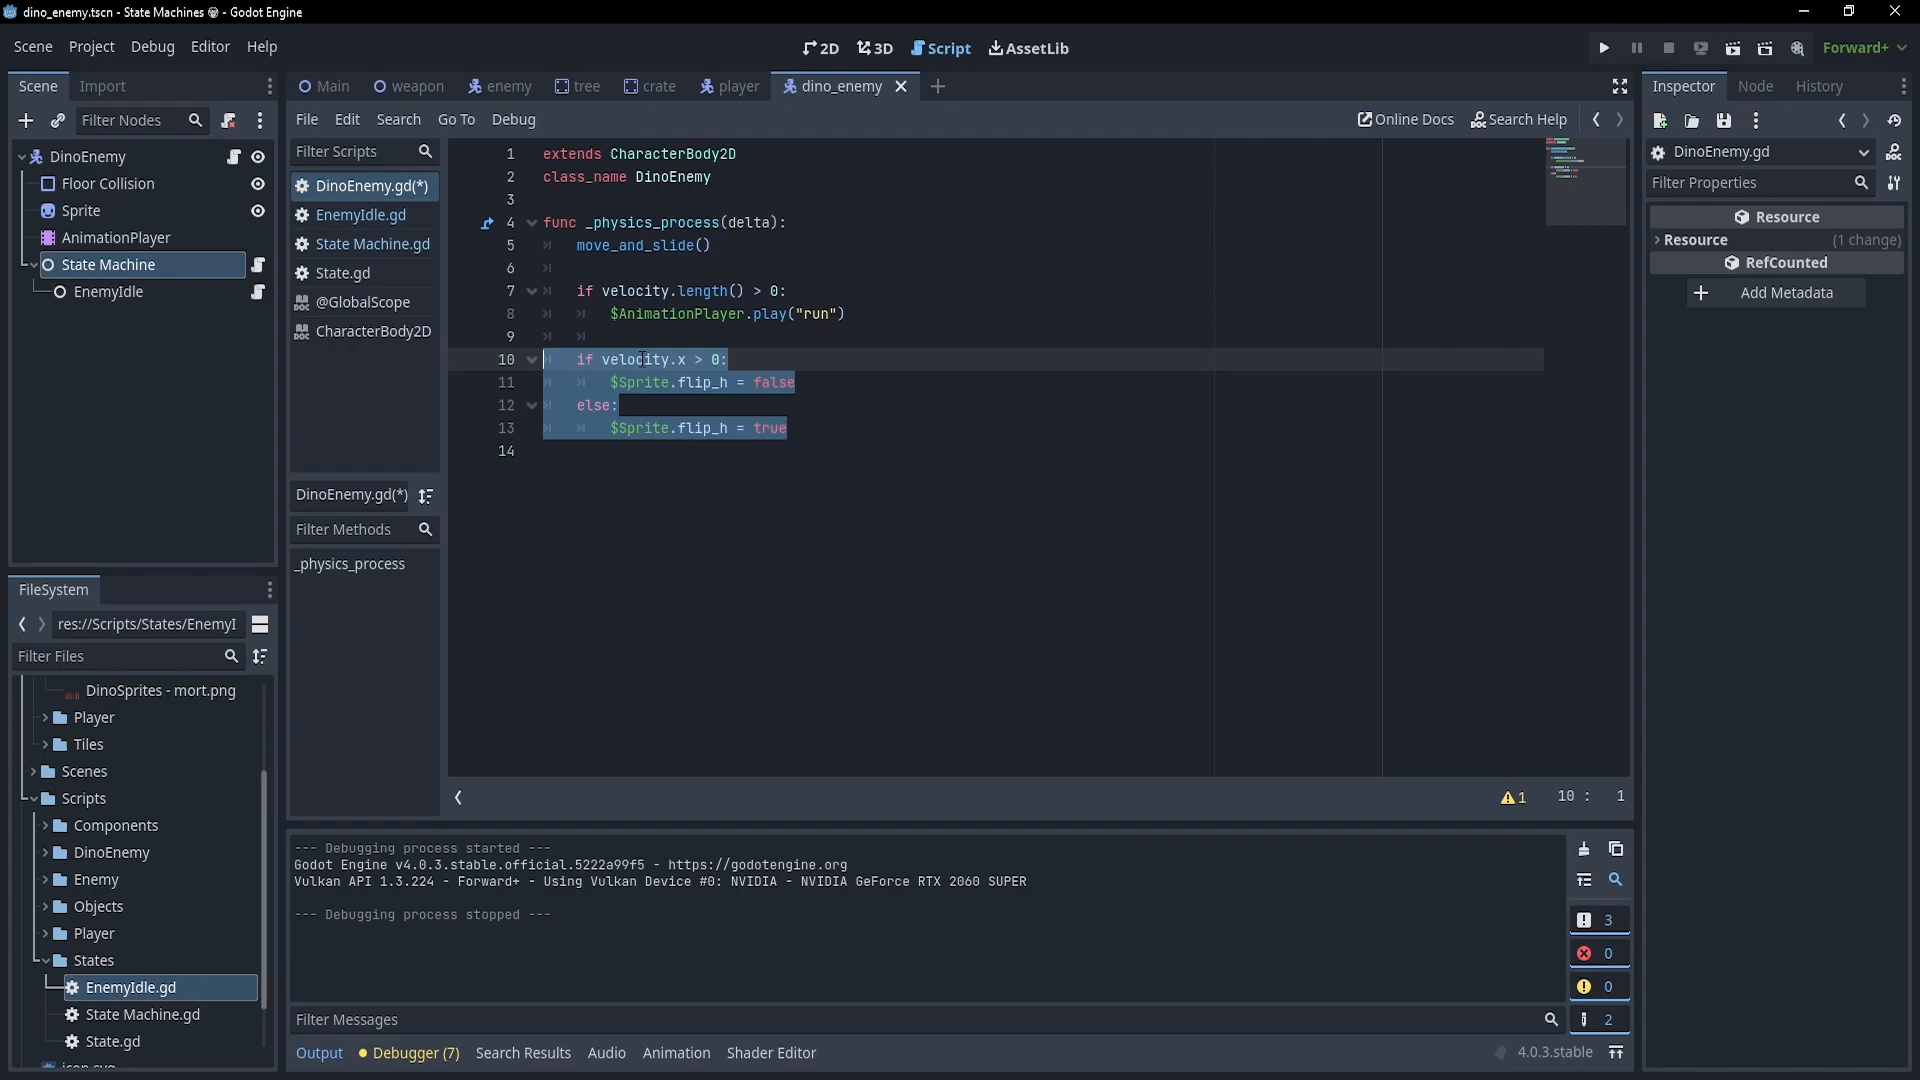 dino_enemy.tscn - State Machines - Godot Engine
Scene Project Debug Editor Help
2D 3D Script AssetLib
Forward+
Scene Import
Filter Nodes
DinoEnemy
Floor Collision
Sprite
AnimationPlayer
State Machine
EnemyIdle
FileSystem
res://Scripts/States/EnemyI
Filter Files
DinoSprites - mort.png
Player
Tiles
Scenes
Scripts
Components
DinoEnemy
Enemy
Objects
Player
States
EnemyIdle.gd
State Machine.gd
State.gd
icon.svg
Main weapon enemy tree crate player dino_enemy
File Edit Search Go To Debug
Online Docs Search Help
Filter Scripts
DinoEnemy.gd(*)
EnemyIdle.gd
State Machine.gd
State.gd
@GlobalScope
CharacterBody2D
DinoEnemy.gd(*)
Filter Methods
_physics_process
1 extends CharacterBody2D
2 class_name DinoEnemy
3
4 func _physics_process(delta):
5 move_and_slide()
6
7 if velocity.length() > 0:
8 $AnimationPlayer.play("run")
9
10 if velocity.x > 0:
11 $Sprite.flip_h = false
12 else:
13 $Sprite.flip_h = true
14
1 10 : 1
--- Debugging process started ---
Godot Engine v4.0.3.stable.official.5222a99f5 - https://godotengine.org
Vulkan API 1.3.224 - Forward+ - Using Vulkan Device #0: NVIDIA - NVIDIA GeForce RTX 2060 SUPER
--- Debugging process stopped ---
3
0
0
2
Filter Messages
Output Debugger (7) Search Results Audio Animation Shader Editor
4.0.3.stable
Inspector Node History
DinoEnemy.gd
Filter Properties
Resource
Resource (1 change)
RefCounted
Add Metadata